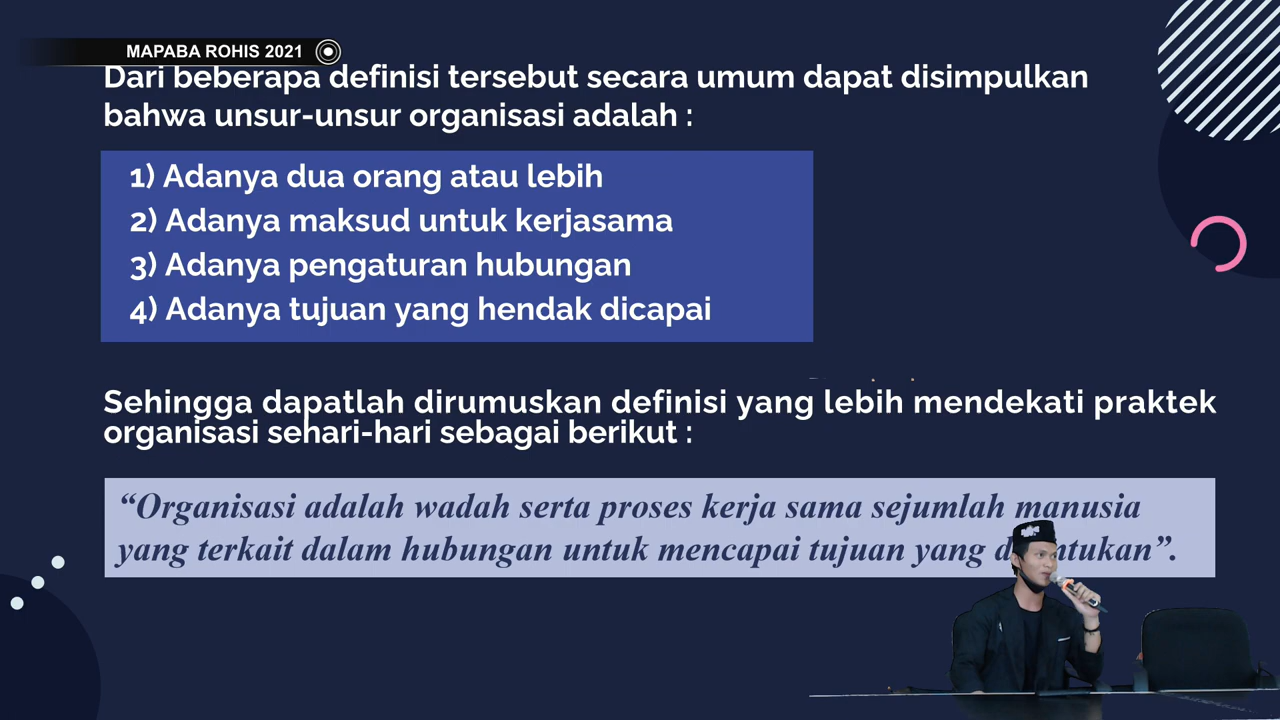 MAPABA ROHIS 2021
Dari beberapa definisi tersebut secara umum dapat disimpulkan
bahwa unsur-unsur organisasi adalah :
1) Adanya dua orang atau lebih
2) Adanya maksud untuk kerjasama
3) Adanya pengaturan hubungan
4) Adanya tujuan yang hendak dicapai
Sehingga dapatlah dirumuskan definisi yang lebih mendekati praktek
organisasi sehari-hari sebagai berikut :
“Organisasi adalah wadah serta proses kerja sama sejumlah manusia
yang terkait dalam hubungan untuk mencapai tujuan yang